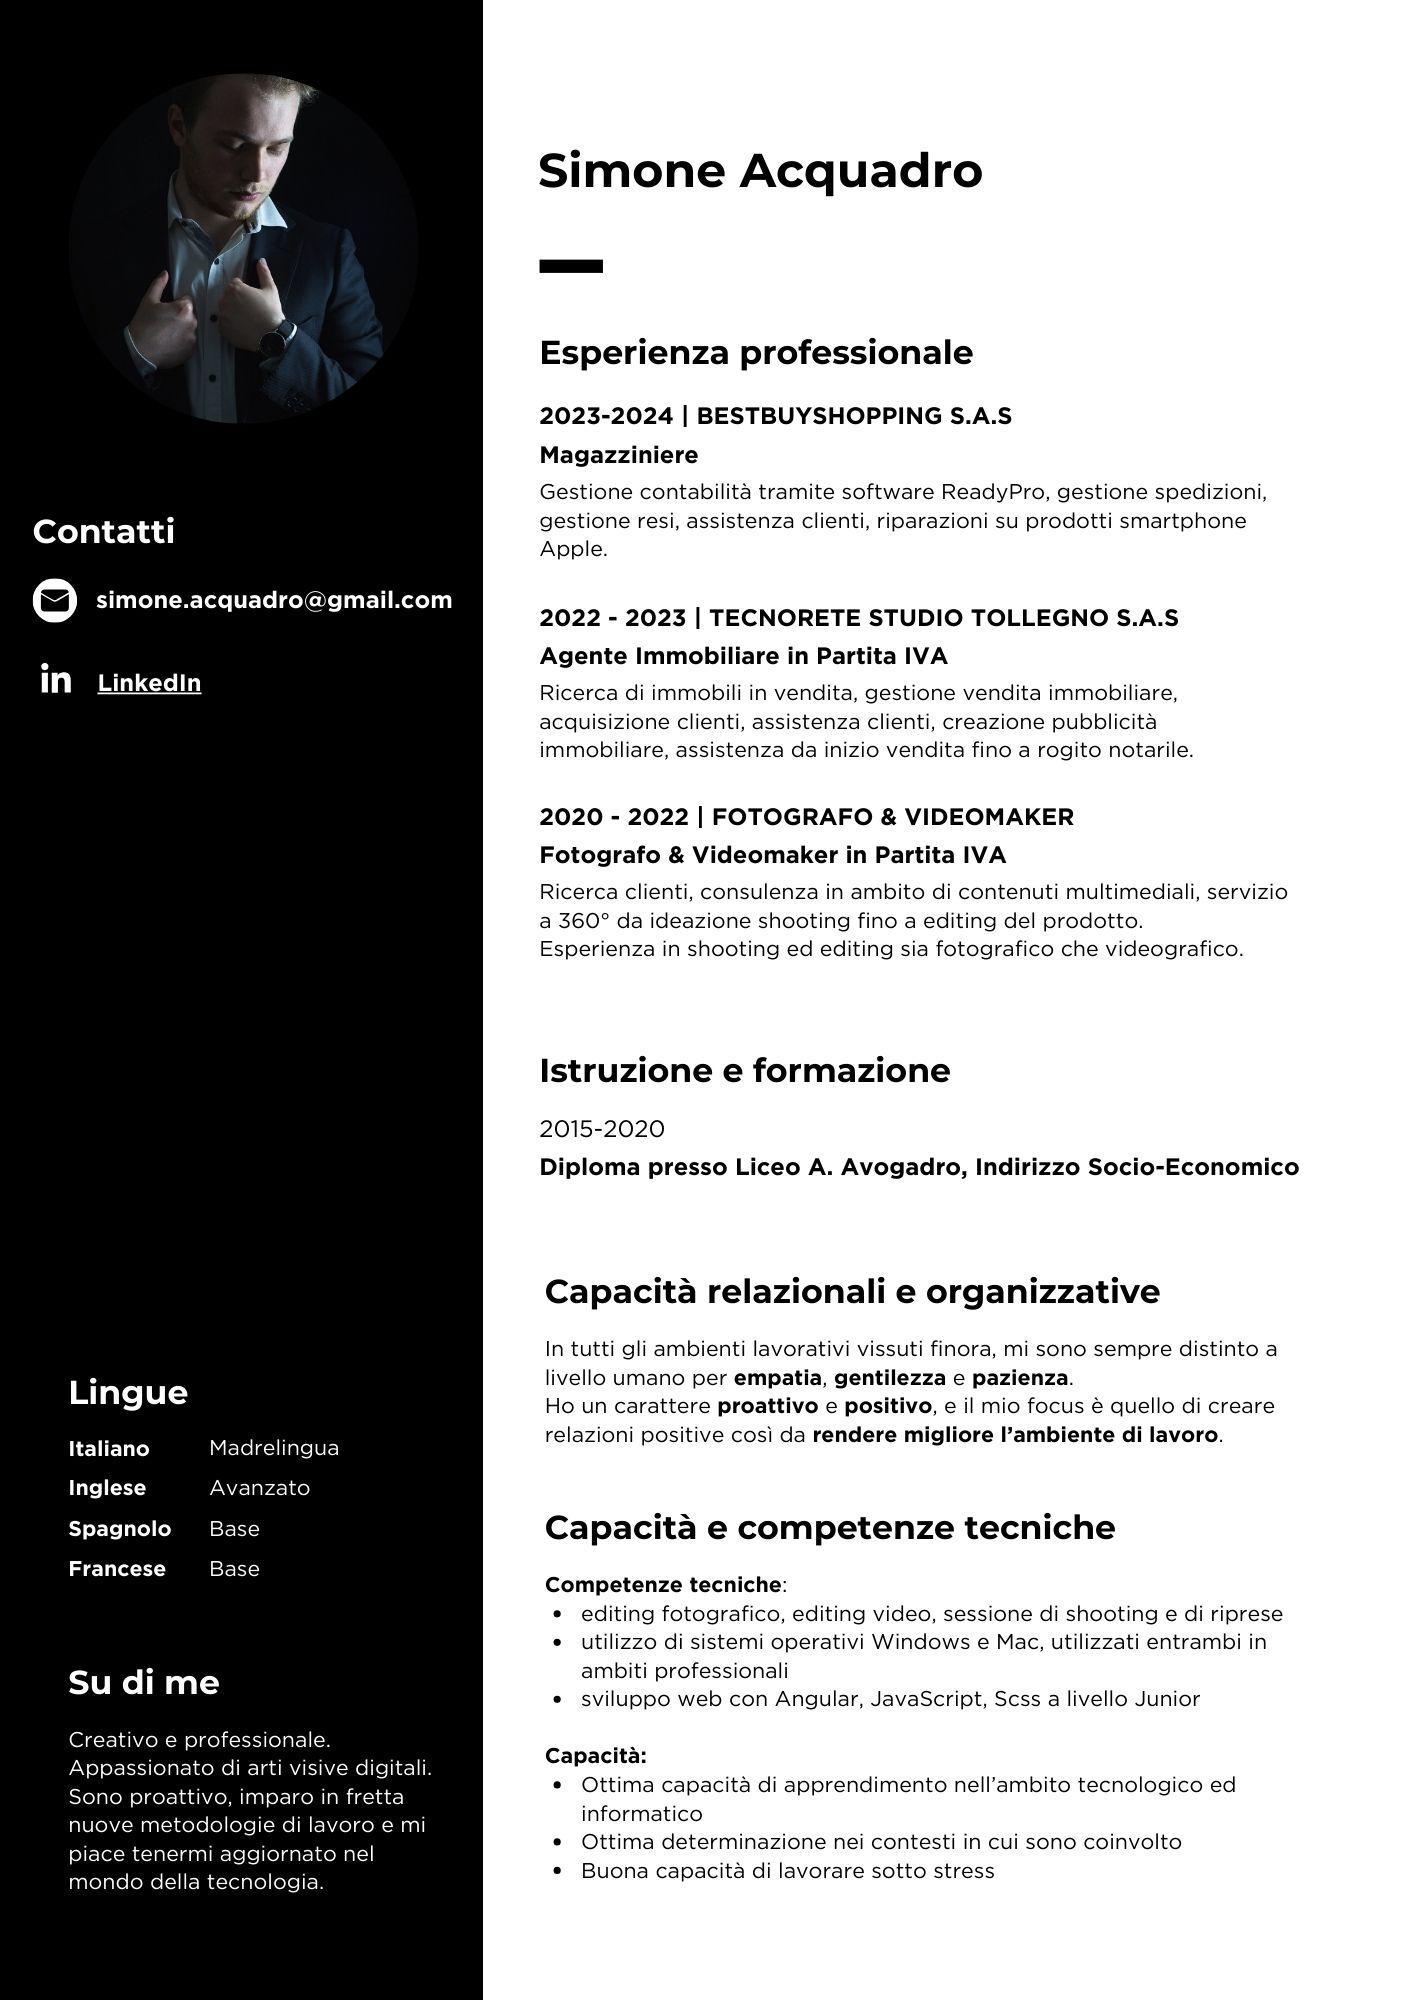 Simone Acquadro
Esperienza professionale
2023-2024 | BESTBUYSHOPPING S.A.S
Magazziniere
Gestione contabilità tramite software ReadyPro, gestione spedizioni,
gestione resi, assistenza clienti, riparazioni su prodotti smartphone
Apple.
2022 - 2023 | TECNORETE STUDIO TOLLEGNO S.A.S
Agente Immobiliare in Partita IVA
Ricerca di immobili in vendita, gestione vendita immobiliare,
acquisizione clienti, assistenza clienti, creazione pubblicità
immobiliare, assistenza da inizio vendita fino a rogito notarile.
2020 - 2022 | FOTOGRAFO & VIDEOMAKER
Fotografo & Videomaker in Partita IVA
Ricerca clienti, consulenza in ambito di contenuti multimediali, servizio
a 360° da ideazione shooting fino a editing del prodotto.
Esperienza in shooting ed editing sia fotografico che videografico.
Istruzione e formazione
2015-2020
Diploma presso Liceo A. Avogadro, Indirizzo Socio-Economico
Capacità relazionali e organizzative
In tutti gli ambienti lavorativi vissuti finora, mi sono sempre distinto a
livello umano per empatia, gentilezza e pazienza.
Ho un carattere proattivo e positivo, e il mio focus è quello di creare
relazioni positive così da rendere migliore l’ambiente di lavoro.
Capacità e competenze tecniche
Competenze tecniche:
• editing fotografico, editing video, sessione di shooting e di riprese
• utilizzo di sistemi operativi Windows e Mac, utilizzati entrambi in
ambiti professionali
• sviluppo web con Angular, JavaScript, Scss a livello Junior
Capacità:
• Ottima capacità di apprendimento nell’ambito tecnologico ed
informatico
• Ottima determinazione nei contesti in cui sono coinvolto
• Buona capacità di lavorare sotto stress
Contatti
simone.acquadro@gmail.com
in LinkedIn
Lingue
Italiano Madrelingua
Inglese Avanzato
Spagnolo Base
Francese Base
Su di me
Creativo e professionale.
Appassionato di arti visive digitali.
Sono proattivo, imparo in fretta
nuove metodologie di lavoro e mi
piace tenermi aggiornato nel
mondo della tecnologia.